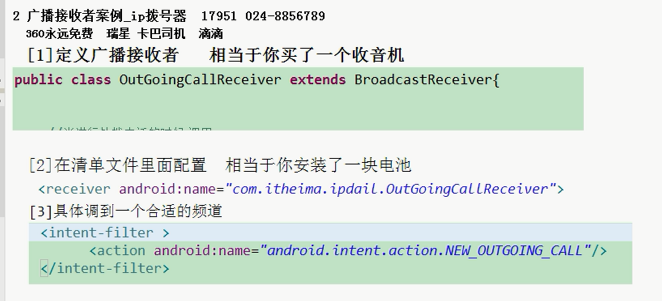 2 广播接收者案例_ip拨号器  17951 024-8856789
360永远免费  瑞星 卡巴司机  滴滴
[1]定义广播接收者   相当于你买了一个收音机
public class OutGoingCallReceiver extends BroadcastReceiver{
[2]在清单文件里面配置  相当于你安装了一块电池
<receiver android:name="com.itheima.ipdail.OutGoingCallReceiver">
[3]具体调到一个合适的频道
<intent-filter >
<action android:name="android.intent.action.NEW_OUTGOING_CALL"/>
</intent-filter>